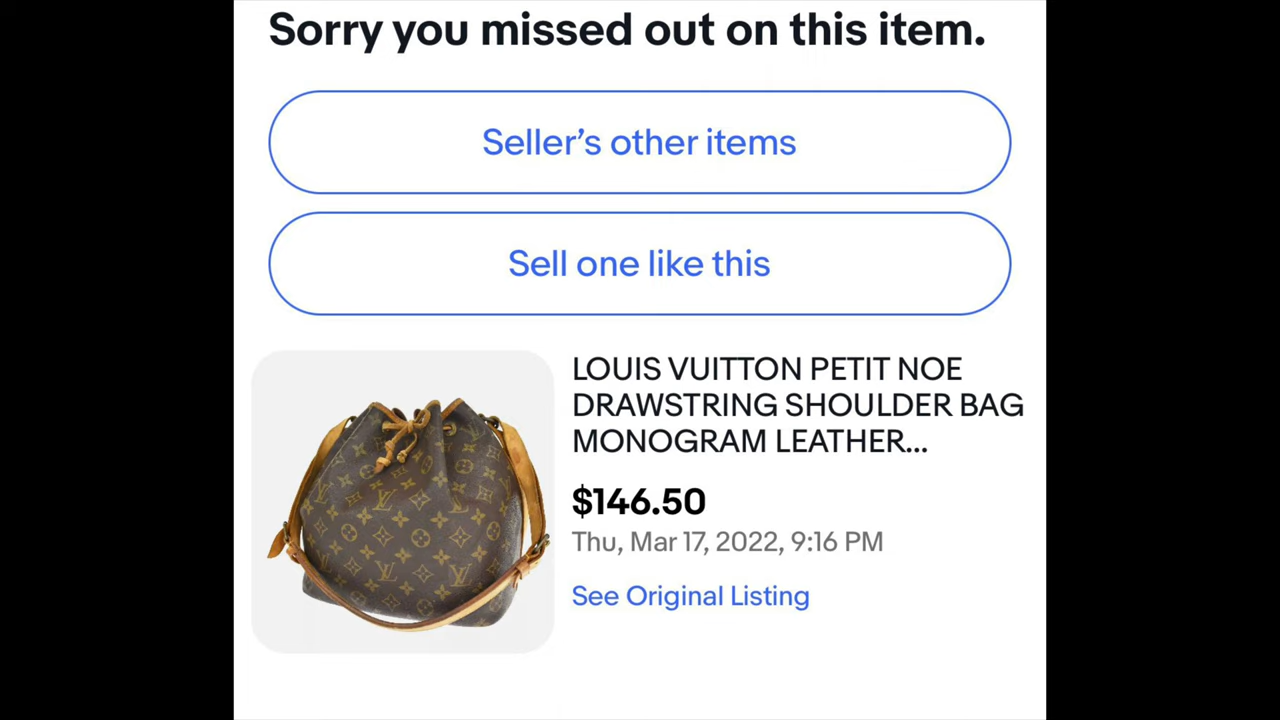 Sorry you missed out on this item.
Seller’s other items
Sell one like this
LOUIS VUITTON PETIT NOE
DRAWSTRING SHOULDER BAG
MONOGRAM LEATHER...
$146.50
Thu, Mar 17, 2022, 9:16 PM
See Original Listing